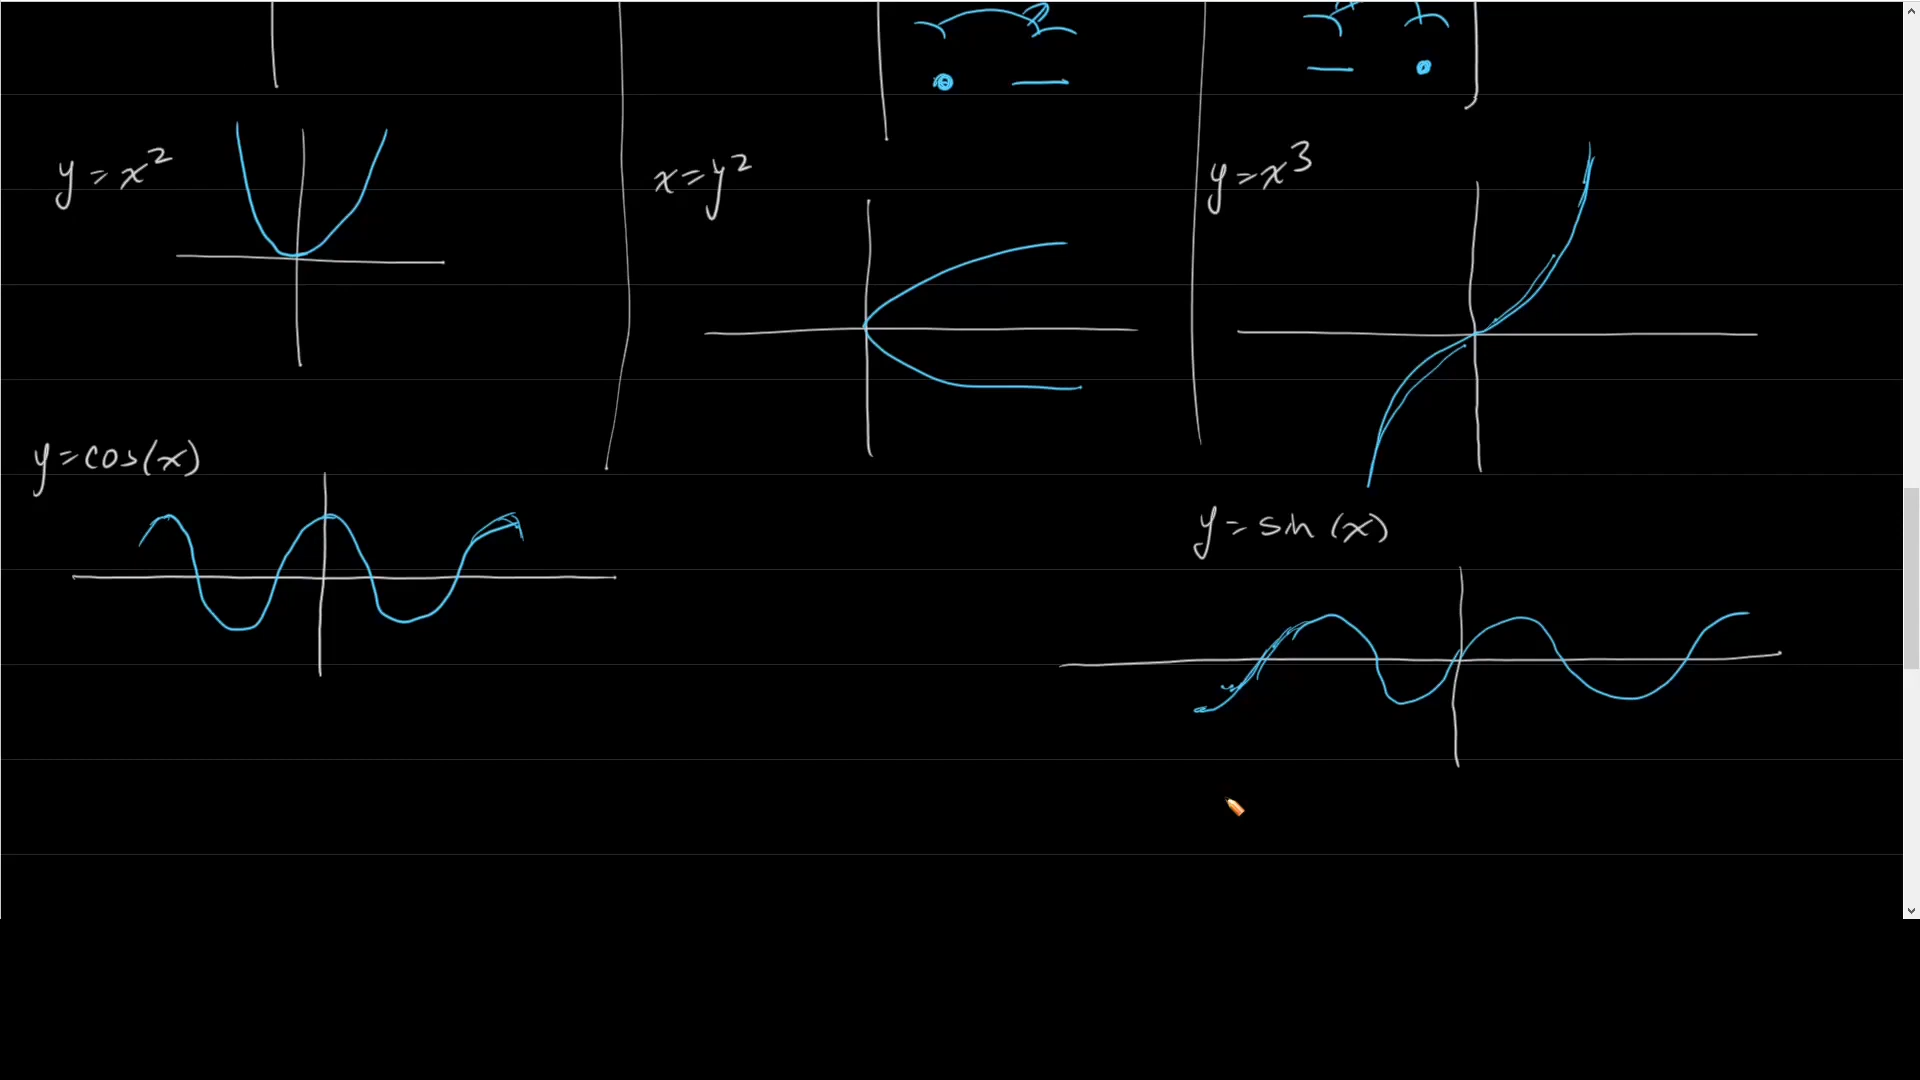 y = x²
x = y²
y = x³
y = cos(x)
y = sin(x)